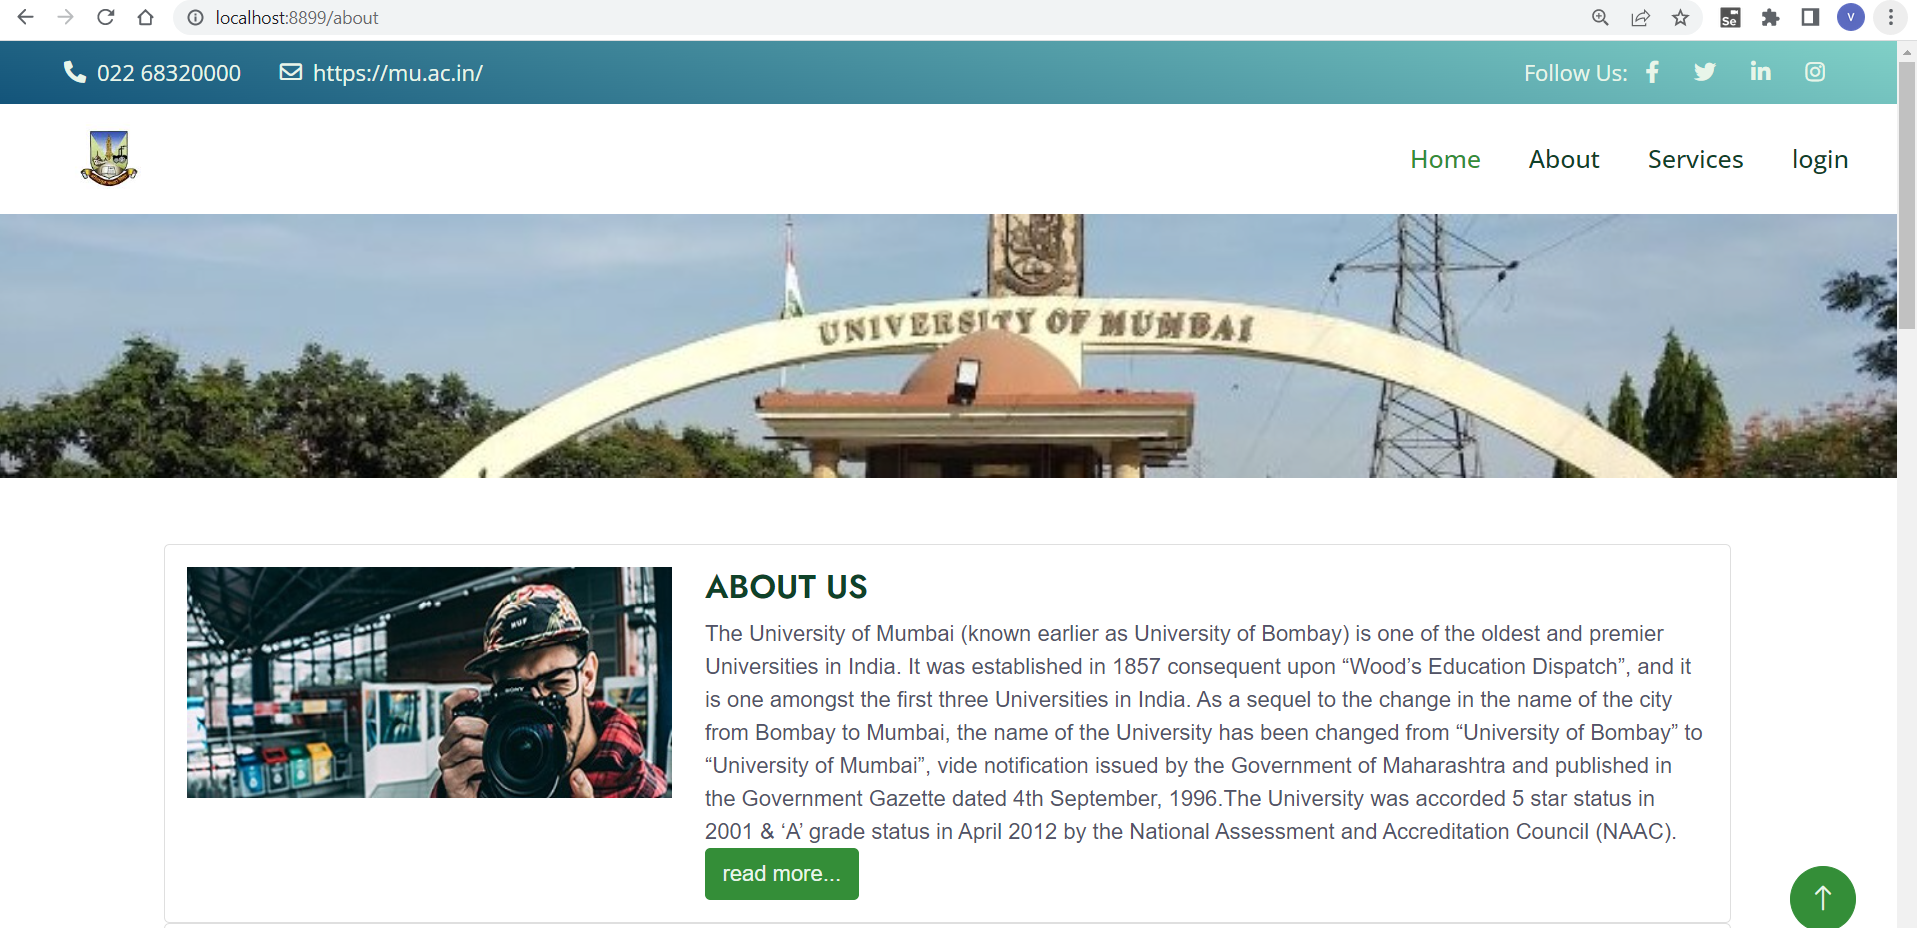 localhost:8899/about
Se
V
022 68320000
https://mu.ac.in/
Follow Us:
Home
About
Services
login
UNIVERSITY OF MUMBAI
HUF
SONY
ABOUT US
The University of Mumbai (known earlier as University of Bombay) is one of the oldest and premier
Universities in India. It was established in 1857 consequent upon “Wood’s Education Dispatch”, and it
is one amongst the first three Universities in India. As a sequel to the change in the name of the city
from Bombay to Mumbai, the name of the University has been changed from “University of Bombay” to
“University of Mumbai”, vide notification issued by the Government of Maharashtra and published in
the Government Gazette dated 4th September, 1996.The University was accorded 5 star status in
2001 & ‘A’ grade status in April 2012 by the National Assessment and Accreditation Council (NAAC).
read more...